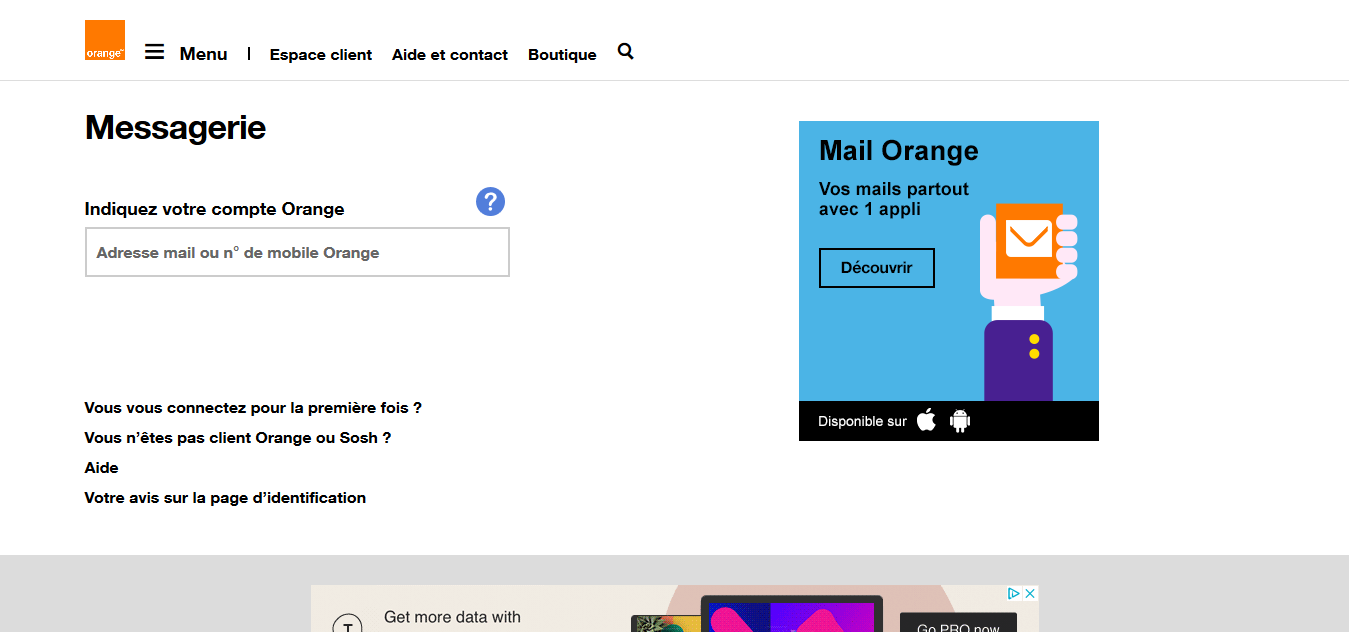 orange™
Menu
Espace client
Aide et contact
Boutique
Messagerie
Indiquez votre compte Orange
?
Adresse mail ou n° de mobile Orange
Vous vous connectez pour la première fois ?
Vous n’êtes pas client Orange ou Sosh ?
Aide
Votre avis sur la page d’identification
Mail Orange
Vos mails partout
avec 1 appli
Découvrir
Disponible sur
Get more data with
T
Go PRO now